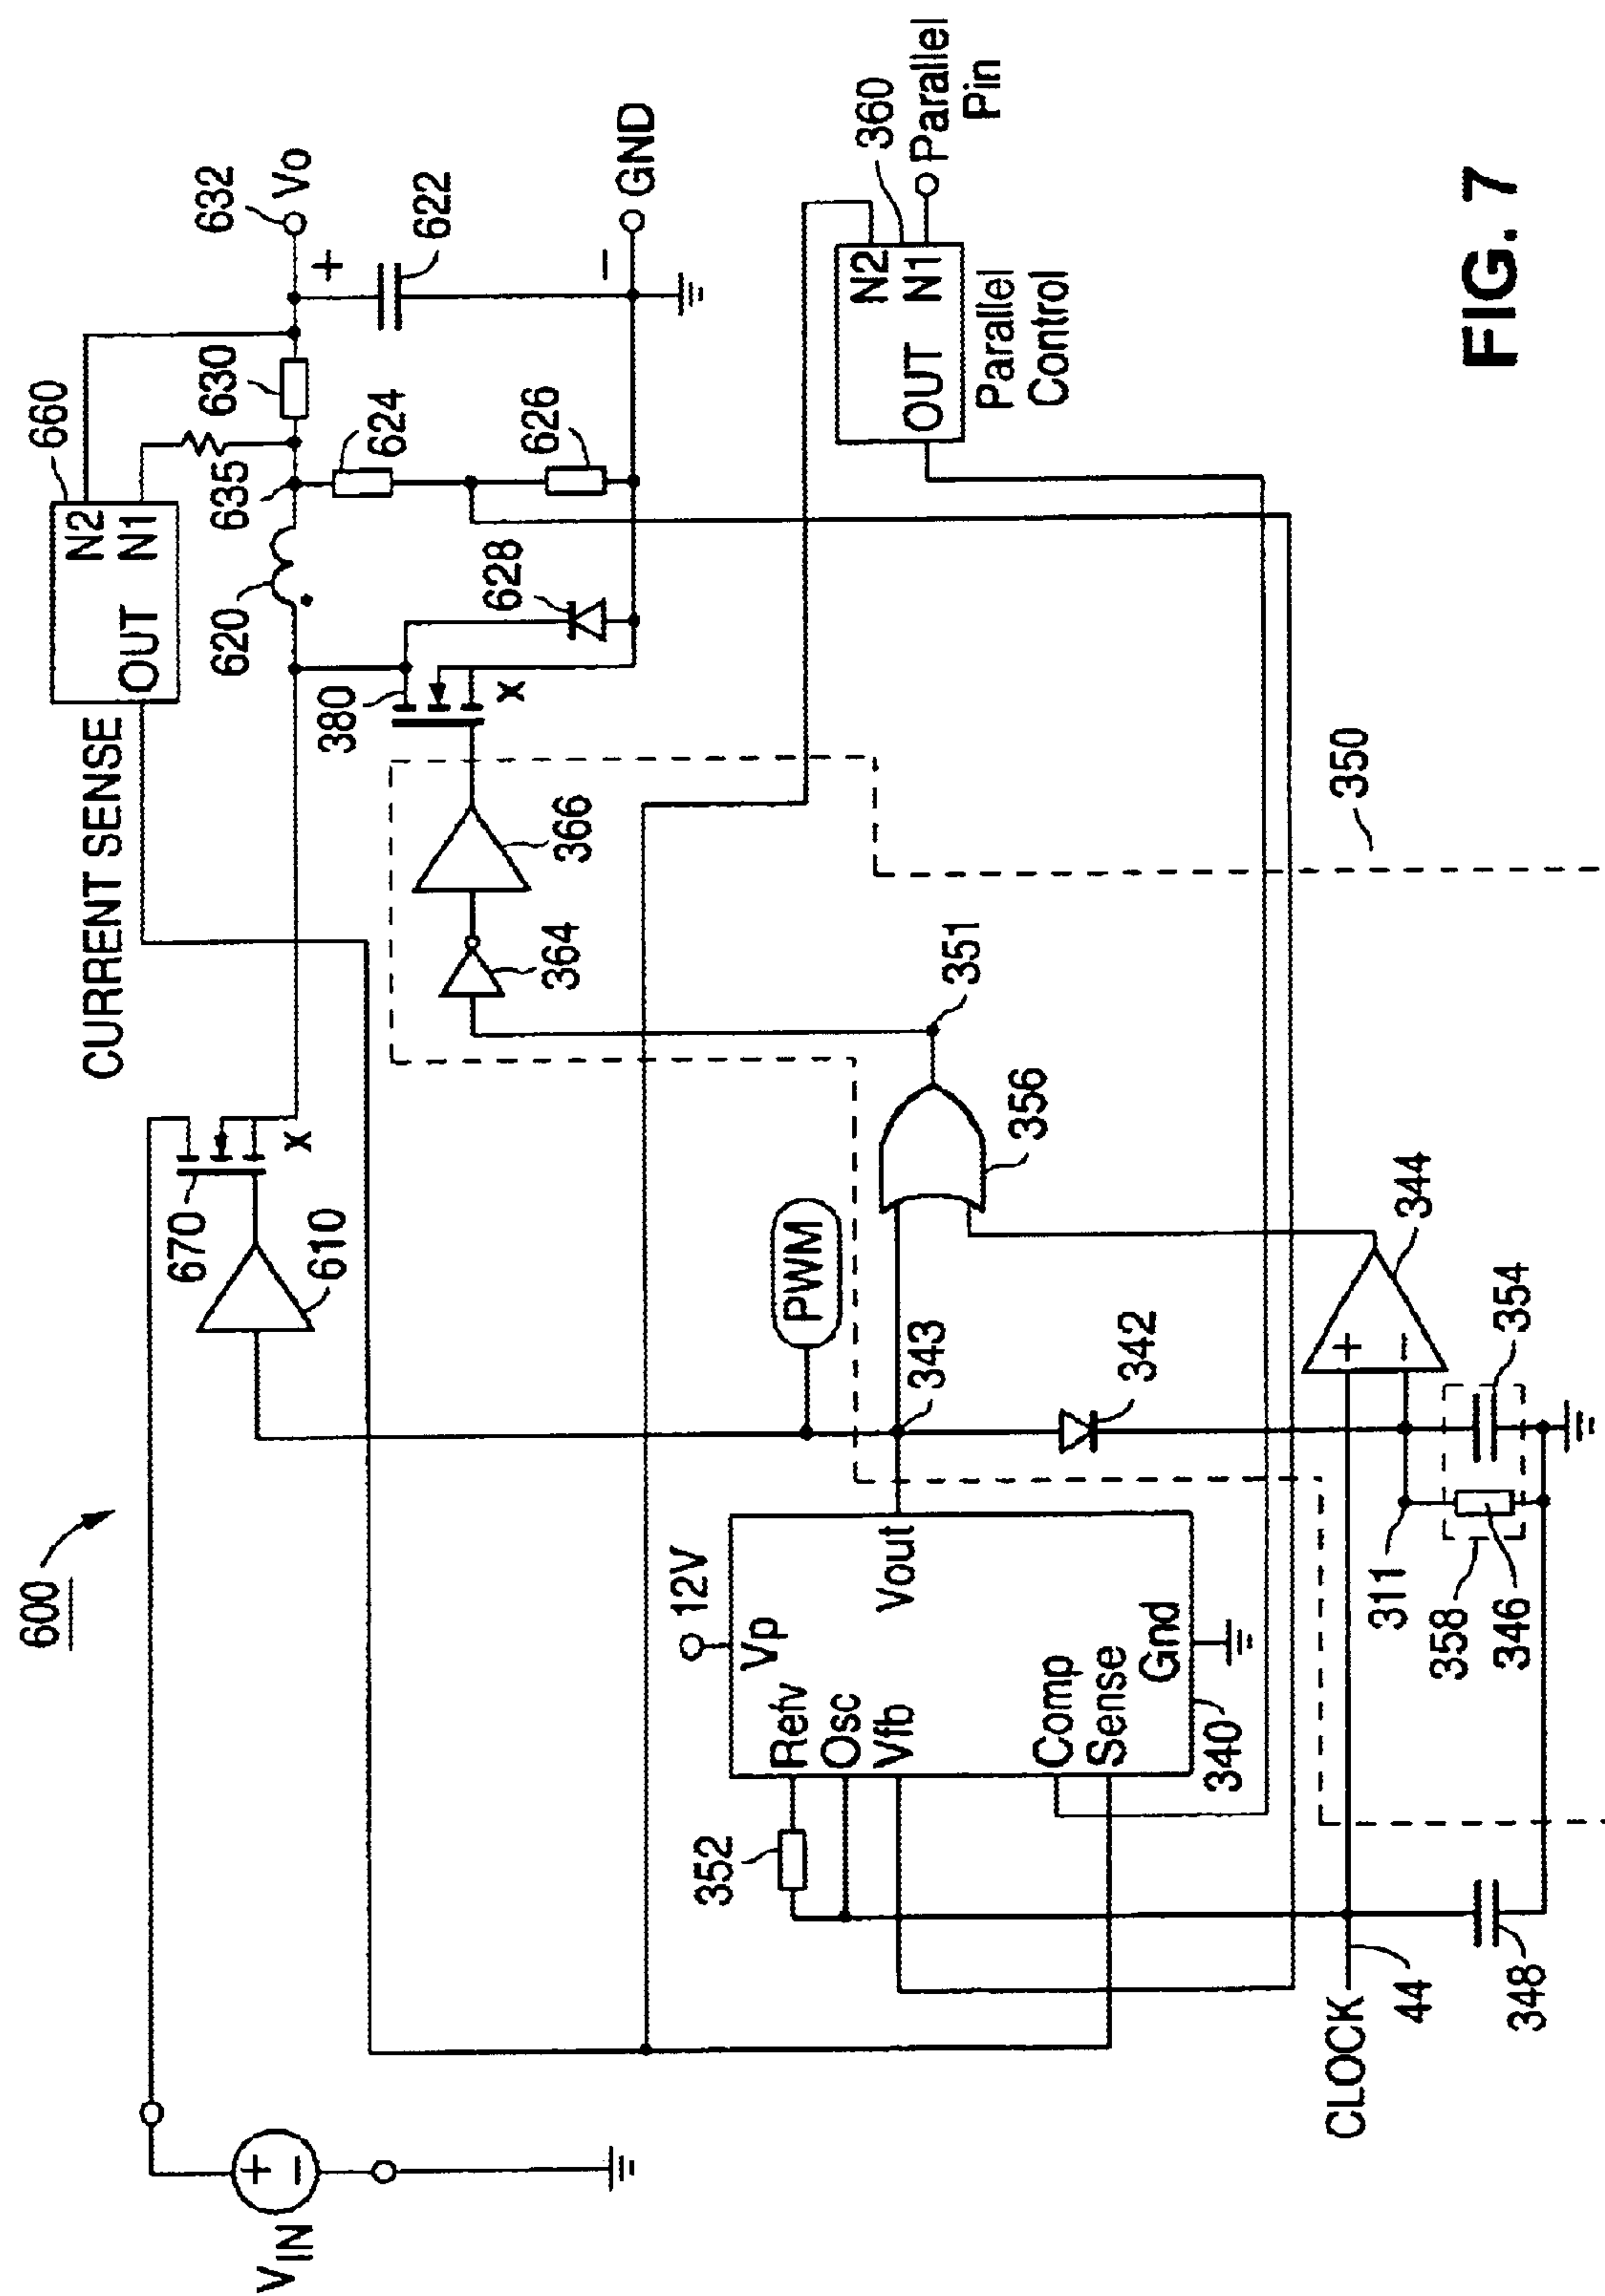 600
VIN
+
−
CURRENT SENSE
660
OUT
N2
N1
670
x
610
620
635
630
632
Vo
+
622
624
626
628
380
x
−
GND
366
364
350
351
PWM
343
356
12V
Vp
Refv
Osc
Vfb
Vout
Comp
Sense
Gnd
340
352
342
344
+
−
354
311
358
346
CLOCK
44
348
N2
N1
OUT
360
Parallel
Pin
Parallel
Control
FIG. 7